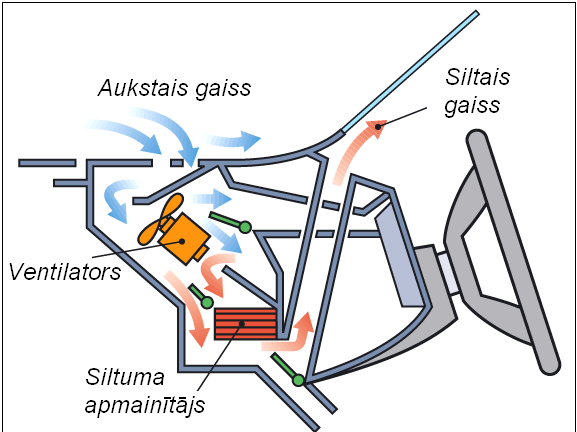 Aukstais gaiss
Siltais
gaiss
Ventilators
Siltuma
apmainītājs